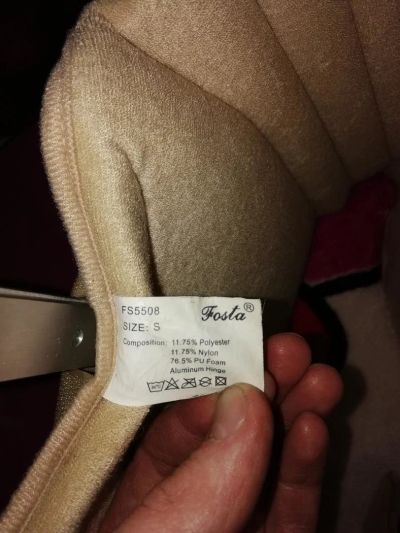 FS5508
Fosta®
SIZE: S
Composition: 11.75% Polyester
11.75% Nylon
76.5% PU Foam
Aluminum Hinge